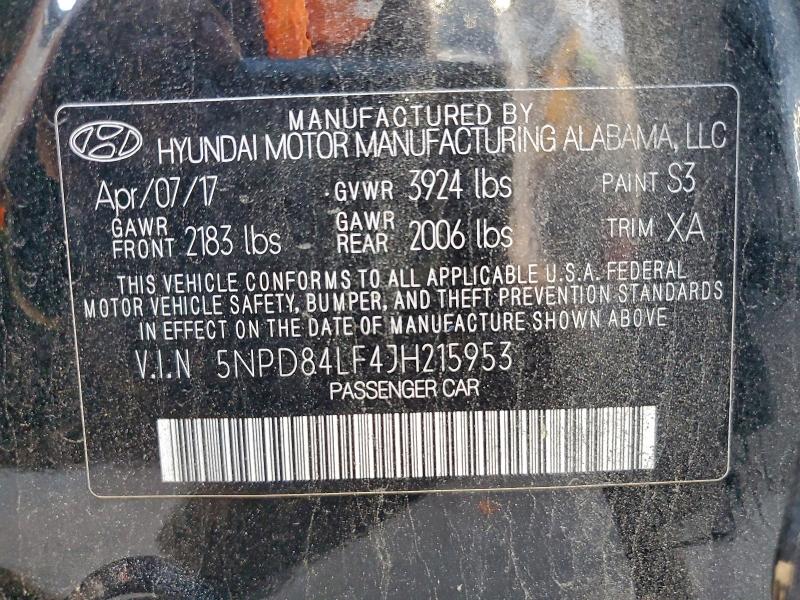 MANUFACTURED BY
HYUNDAI MOTOR MANUFACTURING ALABAMA, LLC
Apr/07/17 GVWR 3924 lbs PAINT S3
GAWR FRONT 2183 lbs GAWR REAR 2006 lbs TRIM XA
THIS VEHICLE CONFORMS TO ALL APPLICABLE U.S.A. FEDERAL
MOTOR VEHICLE SAFETY, BUMPER, AND THEFT PREVENTION STANDARDS
IN EFFECT ON THE DATE OF MANUFACTURE SHOWN ABOVE
V.I.N 5NPD84LF4JH215953
PASSENGER CAR